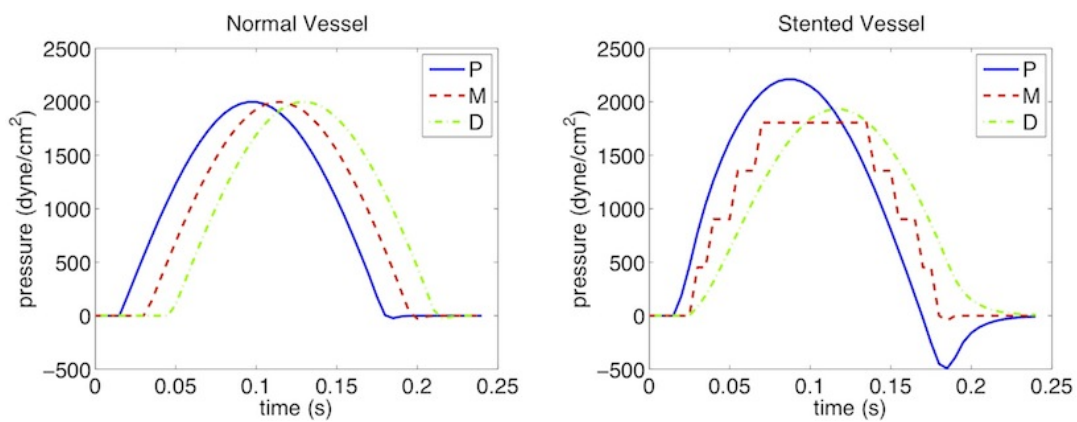 Normal Vessel
2500
2000
1500
1000
500
0
−500
0 0.05 0.1 0.15 0.2 0.25
time (s)
pressure (dyne/cm²)
P
M
D
Stented Vessel
2500
2000
1500
1000
500
0
−500
0 0.05 0.1 0.15 0.2 0.25
time (s)
pressure (dyne/cm²)
P
M
D